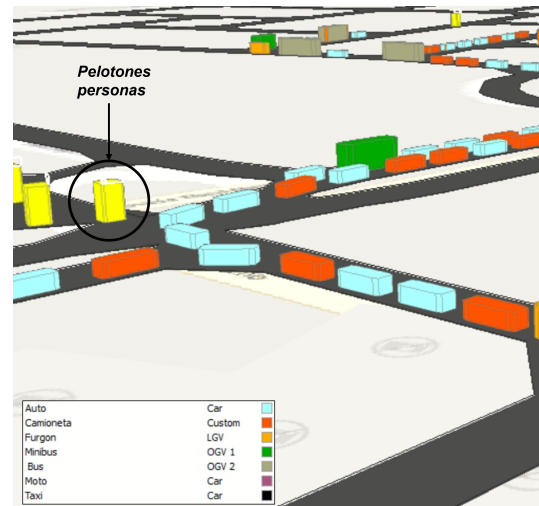 Pelotones
personas
Auto Car
Camioneta Custom
Furgon LGV
Minibus OGV 1
Bus OGV 2
Moto Car
Taxi Car